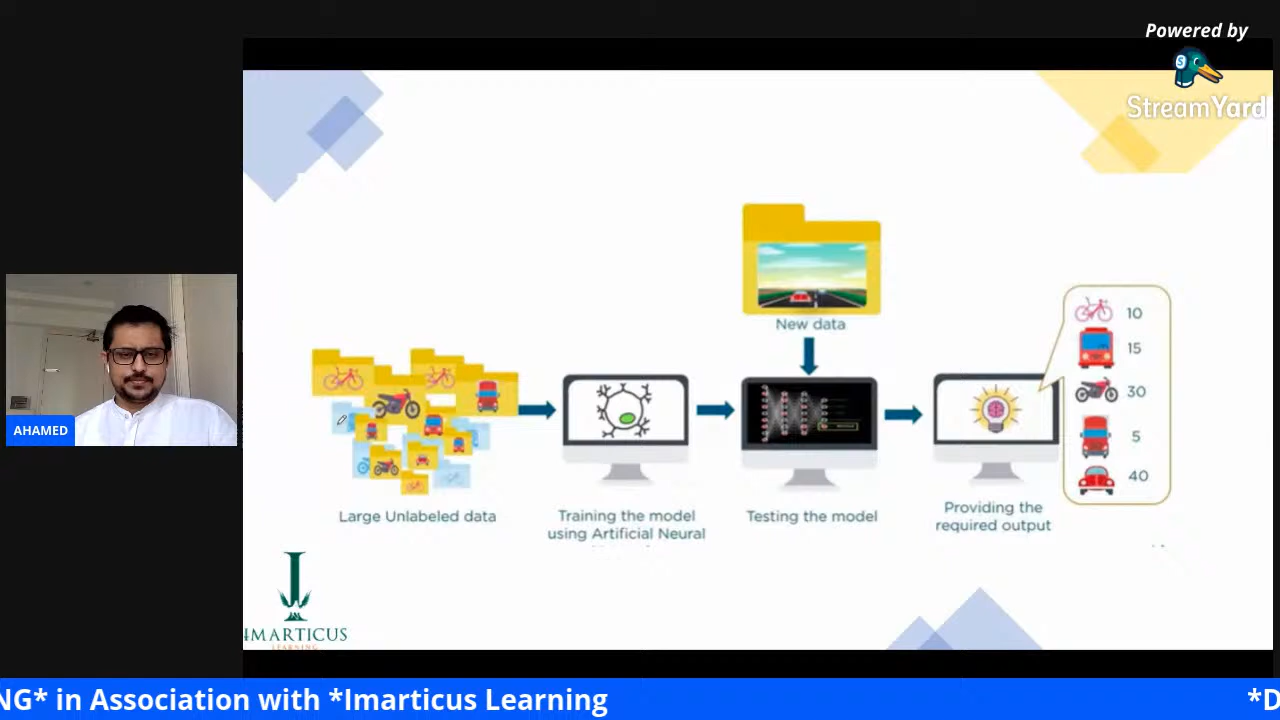 Powered by
StreamYard
New data
10
15
30
5
40
Large Unlabeled data
Training the model
using Artificial Neural
Testing the model
Providing the
required output
AHAMED
IMARTICUS
LEARNING
NG* in Association with *Imarticus Learning
*D